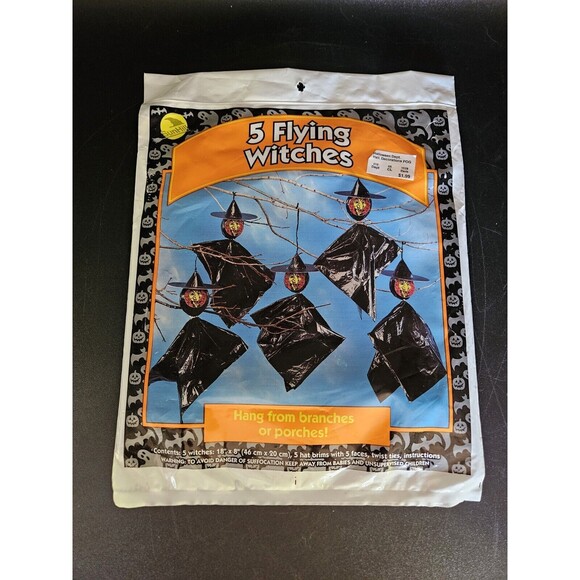 5 Flying
Witches
Halloween Dept.
$1.99
Hang from branches
or porches!
Contents: 5 witches: 18" x 8" (46 cm x 20 cm), 5 hat brims with 5 faces, twist ties, instructions
WARNING: TO AVOID DANGER OF SUFFOCATION KEEP AWAY FROM BABIES AND UNSUPERVISED CHILDREN